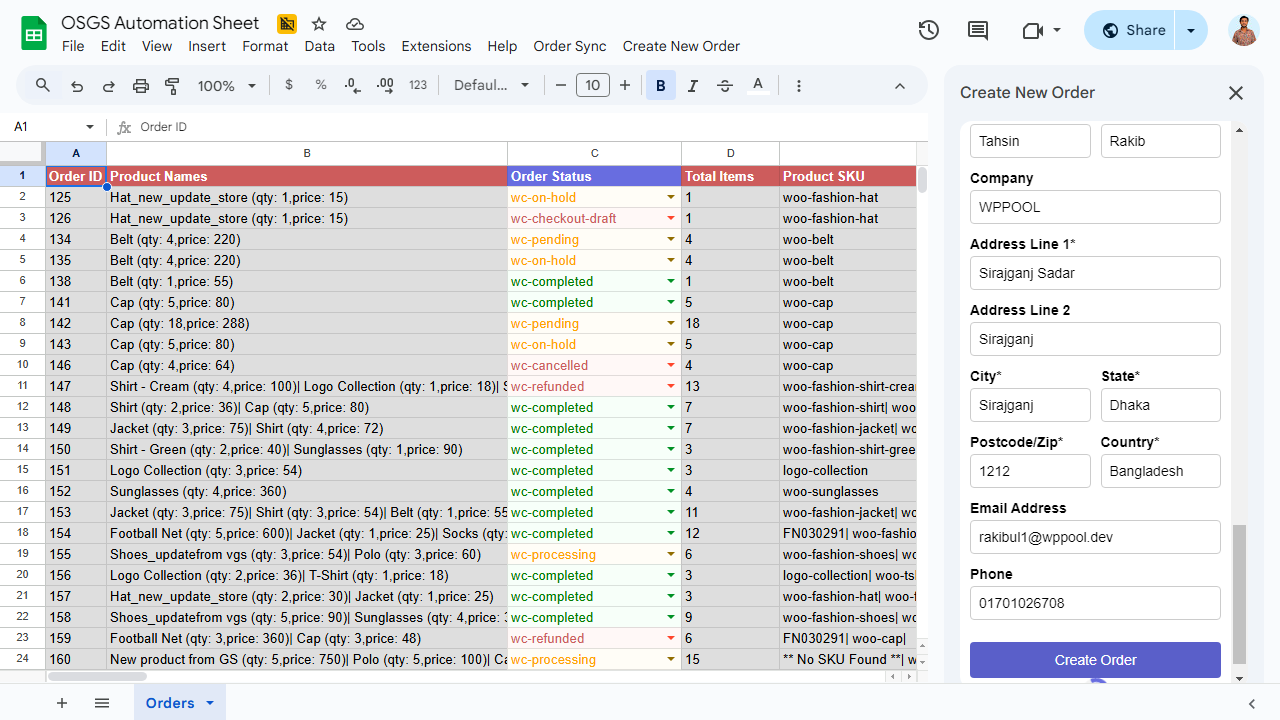 OSGS Automation Sheet
File Edit View Insert Format Data Tools Extensions Help Order Sync Create New Order
Share
100% $ % .0 .00 123 Defaul... 10 B I S A
A1 fx Order ID
A B C D
1 Order ID Product Names Order Status Total Items Product SKU
2 125 Hat_new_update_store (qty: 1,price: 15) wc-on-hold 1 woo-fashion-hat
3 126 Hat_new_update_store (qty: 1,price: 15) wc-checkout-draft 1 woo-fashion-hat
4 134 Belt (qty: 4,price: 220) wc-pending 4 woo-belt
5 135 Belt (qty: 4,price: 220) wc-on-hold 4 woo-belt
6 138 Belt (qty: 1,price: 55) wc-completed 1 woo-belt
7 141 Cap (qty: 5,price: 80) wc-completed 5 woo-cap
8 142 Cap (qty: 18,price: 288) wc-pending 18 woo-cap
9 143 Cap (qty: 5,price: 80) wc-on-hold 5 woo-cap
10 146 Cap (qty: 4,price: 64) wc-cancelled 4 woo-cap
11 147 Shirt - Cream (qty: 4,price: 100)| Logo Collection (qty: 1,price: 18)| S wc-refunded 13 woo-fashion-shirt-crear
12 148 Shirt (qty: 2,price: 36)| Cap (qty: 5,price: 80) wc-completed 7 woo-fashion-shirt| woo
13 149 Jacket (qty: 3,price: 75)| Shirt (qty: 4,price: 72) wc-completed 7 woo-fashion-jacket| wo
14 150 Shirt - Green (qty: 2,price: 40)| Sunglasses (qty: 1,price: 90) wc-completed 3 woo-fashion-shirt-gree
15 151 Logo Collection (qty: 3,price: 54) wc-completed 3 logo-collection
16 152 Sunglasses (qty: 4,price: 360) wc-completed 4 woo-sunglasses
17 153 Jacket (qty: 3,price: 75)| Shirt (qty: 3,price: 54)| Belt (qty: 1,price: 55 wc-completed 11 woo-fashion-jacket| wo
18 154 Football Net (qty: 5,price: 600)| Jacket (qty: 1,price: 25)| Socks (qty: wc-completed 12 FN030291| woo-fashio
19 155 Shoes_updatefrom vgs (qty: 3,price: 54)| Polo (qty: 3,price: 60) wc-processing 6 woo-fashion-shoes| wo
20 156 Logo Collection (qty: 2,price: 36)| T-Shirt (qty: 1,price: 18) wc-completed 3 logo-collection| woo-tsl
21 157 Hat_new_update_store (qty: 2,price: 30)| Jacket (qty: 1,price: 25) wc-completed 3 woo-fashion-hat| woo-f
22 158 Shoes_updatefrom vgs (qty: 5,price: 90)| Sunglasses (qty: 4,price: 3 wc-completed 9 woo-fashion-shoes| wo
23 159 Football Net (qty: 3,price: 360)| Cap (qty: 3,price: 48) wc-refunded 6 FN030291| woo-cap|
24 160 New product from GS (qty: 5,price: 750)| Polo (qty: 5,price: 100)| Ca wc-processing 15 ** No SKU Found **| w
Orders
Create New Order
Tahsin Rakib
Company
WPPOOL
Address Line 1*
Sirajganj Sadar
Address Line 2
Sirajganj
City* State*
Sirajganj Dhaka
Postcode/Zip* Country*
1212 Bangladesh
Email Address
rakibul1@wppool.dev
Phone
01701026708
Create Order